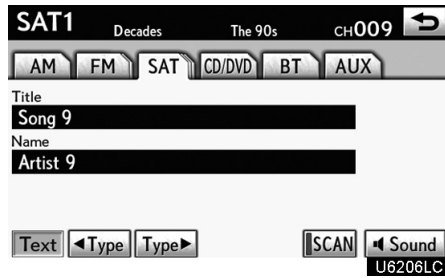 SAT1 Decades The 90s CH009
AM FM SAT CD/DVD BT AUX
Title
Song 9
Name
Artist 9
Text ◄Type Type► SCAN Sound
U6206LC